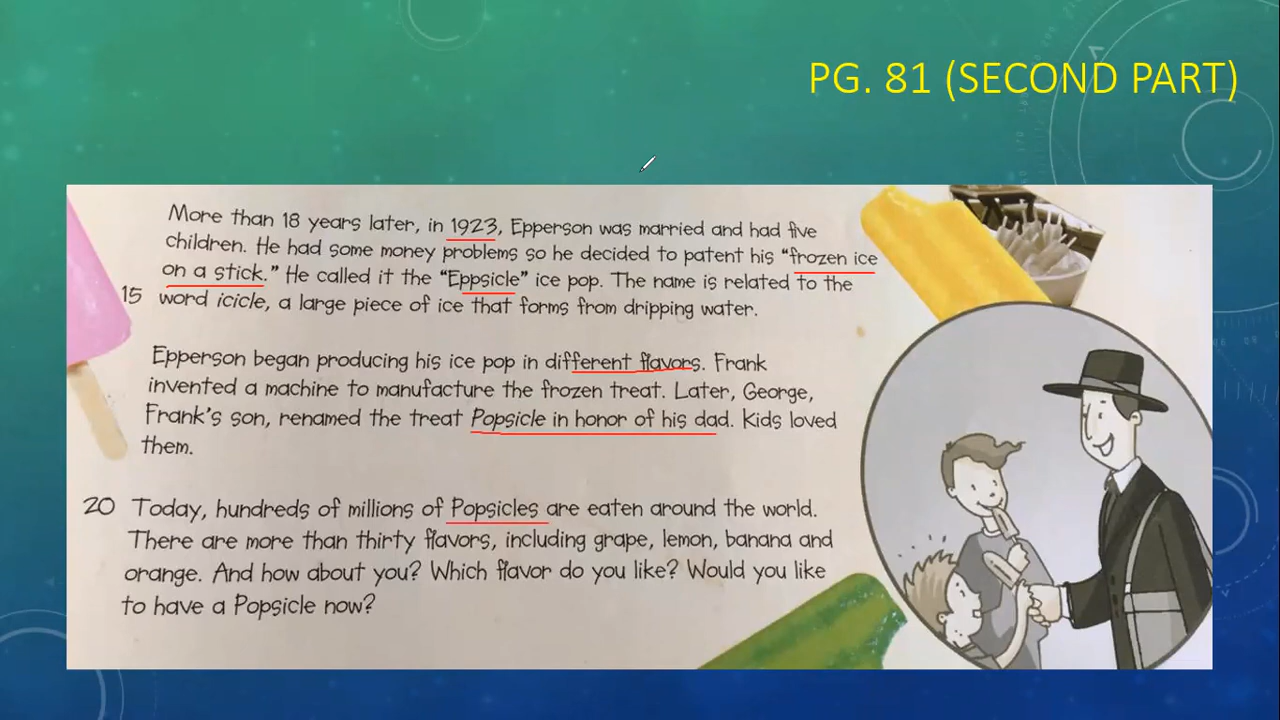 PG. 81 (SECOND PART)
More than 18 years later, in 1923, Epperson was married and had five
children. He had some money problems so he decided to patent his “frozen ice
on a stick.” He called it the “Eppsicle” ice pop. The name is related to the
15 word icicle, a large piece of ice that forms from dripping water.
Epperson began producing his ice pop in different flavors. Frank
invented a machine to manufacture the frozen treat. Later, George,
Frank’s son, renamed the treat Popsicle in honor of his dad. Kids loved
them.
20 Today, hundreds of millions of Popsicles are eaten around the world.
There are more than thirty flavors, including grape, lemon, banana and
orange. And how about you? Which flavor do you like? Would you like
to have a Popsicle now?